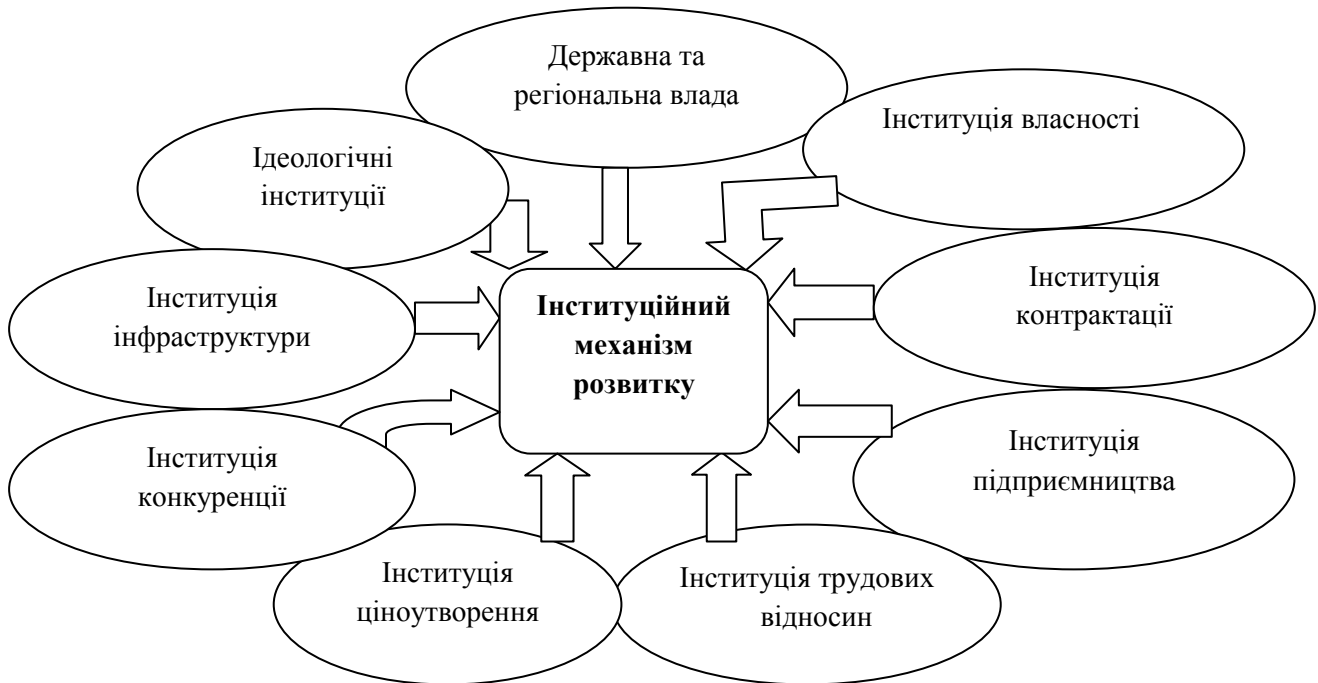 Державна та
регіональна влада
Інституція власності
Ідеологічні
інституції
Інституція
інфраструктури
Інституційний
механізм
розвитку
Інституція
контрактації
Інституція
конкуренції
Інституція
підприємництва
Інституція
ціноутворення
Інституція трудових
відносин